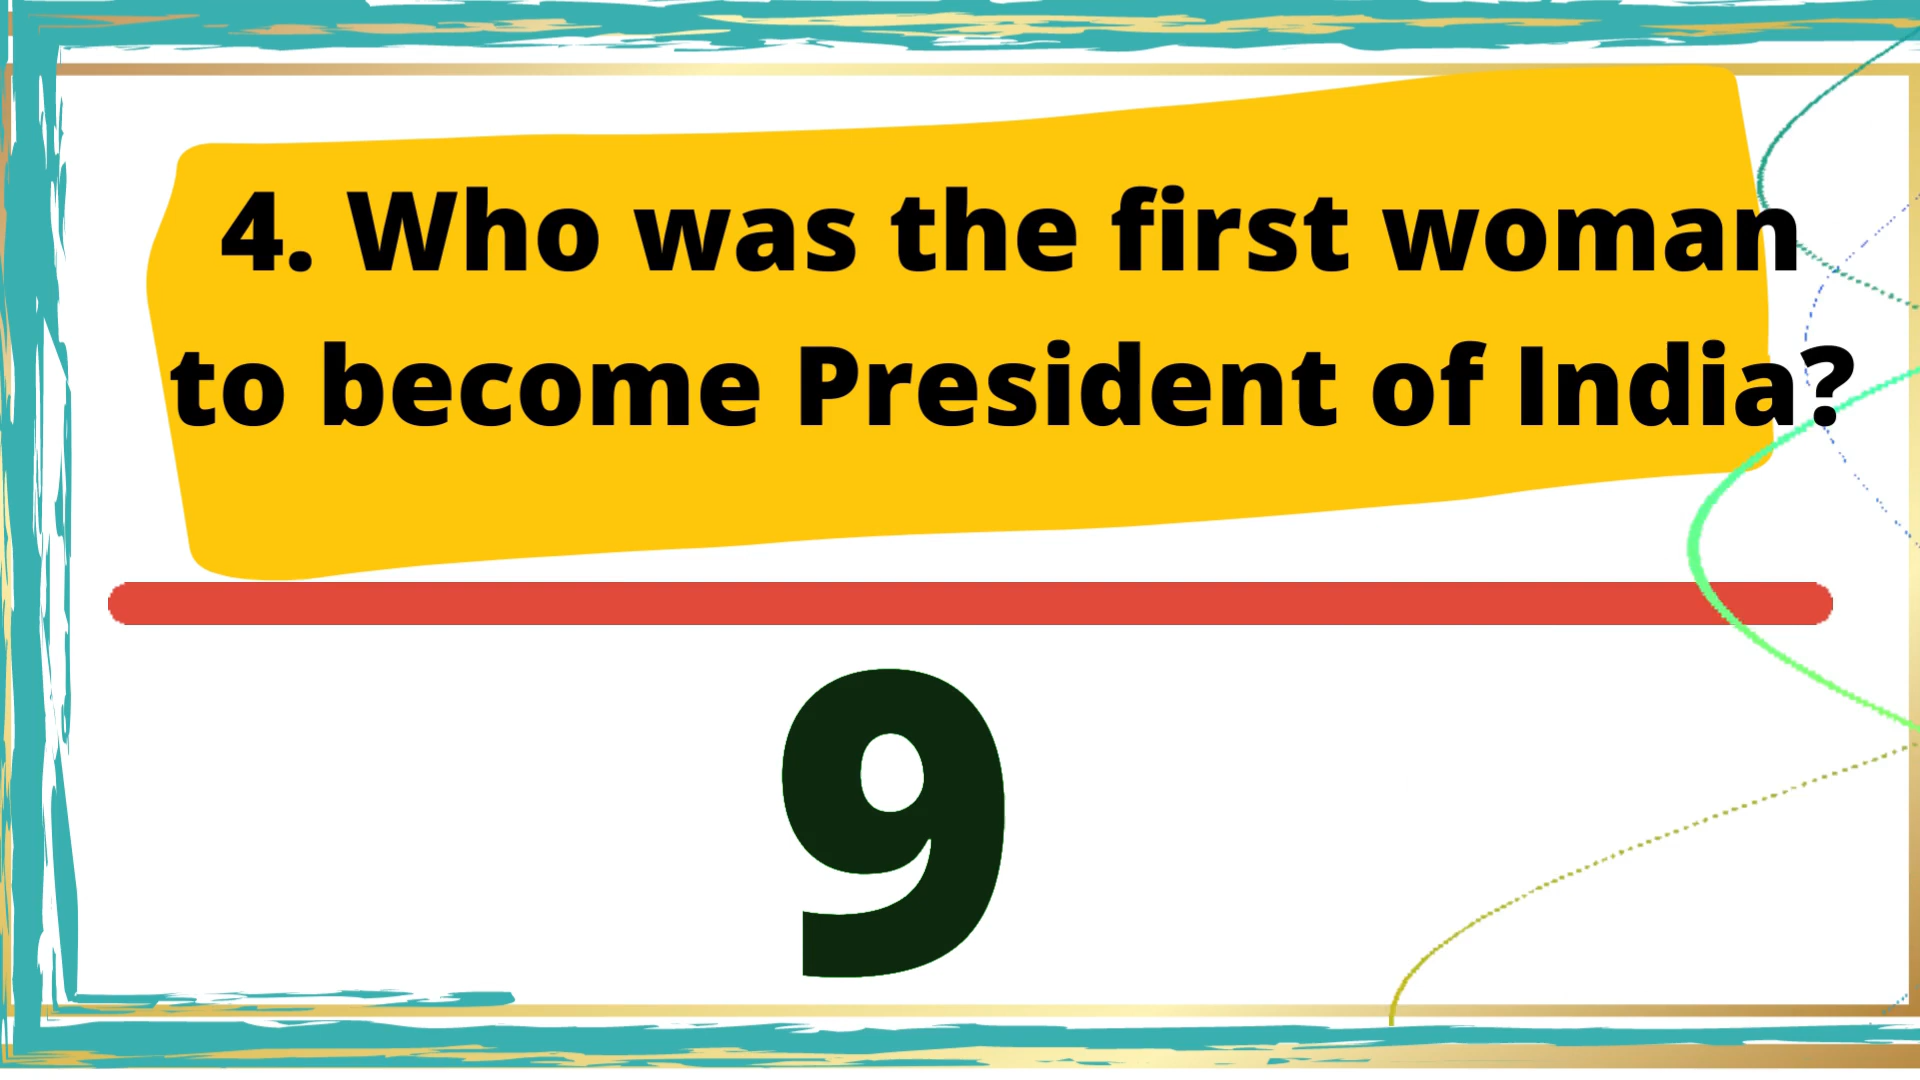 4. Who was the first woman
to become President of India?
9